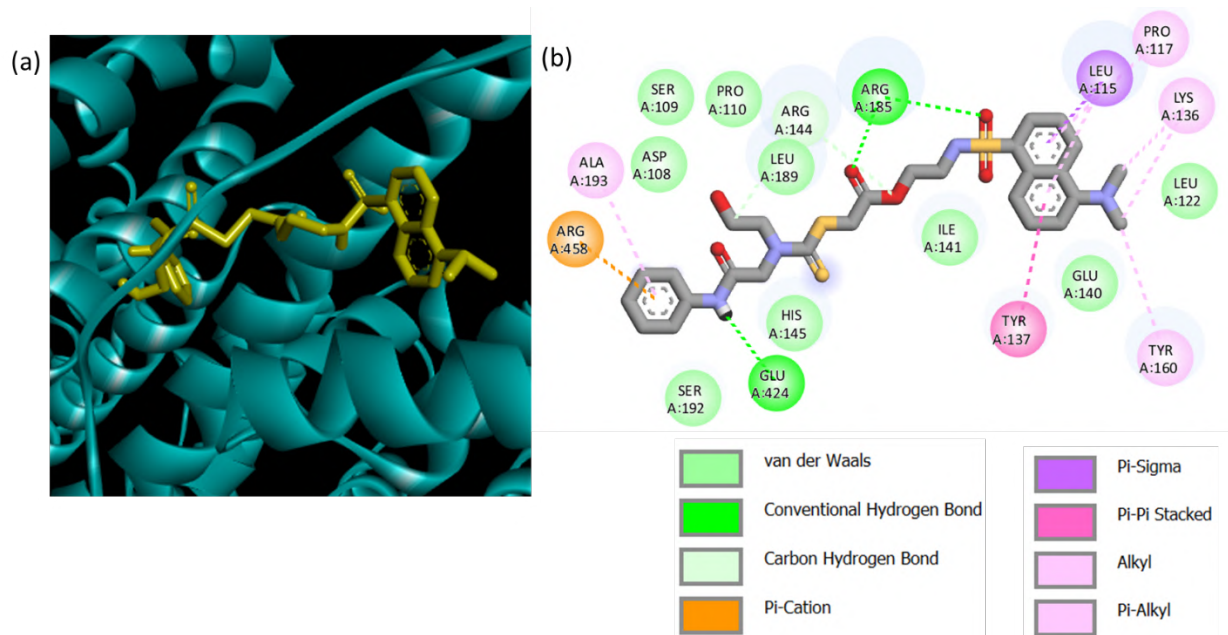 (a)
(b)
PRO
A:117
LEU
A:115
SER
A:109
PRO
A:110
ARG
A:185
LYS
A:136
ARG
A:144
ALA
A:193
ASP
A:108
LEU
A:189
LEU
A:122
ARG
A:458
ILE
A:141
GLU
A:140
HIS
A:145
TYR
A:137
TYR
A:160
SER
A:192
GLU
A:424
van der Waals
Conventional Hydrogen Bond
Carbon Hydrogen Bond
Pi-Cation
Pi-Sigma
Pi-Pi Stacked
Alkyl
Pi-Alkyl